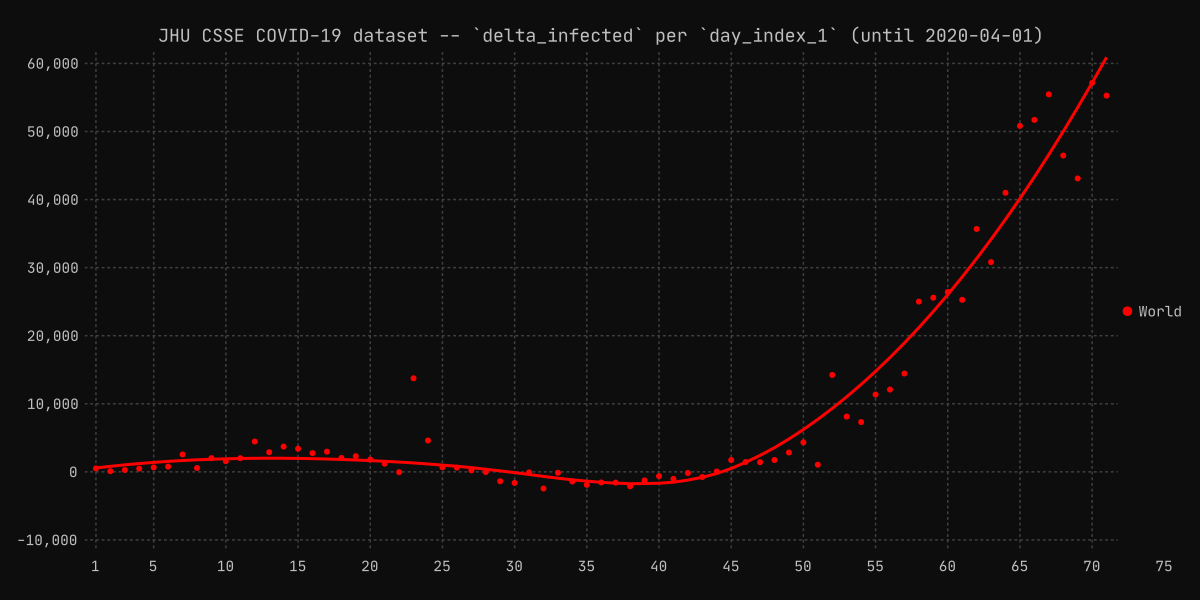 JHU CSSE COVID-19 dataset -- `delta_infected` per `day_index_1` (until 2020-04-01)
60,000
50,000
40,000
30,000
20,000
10,000
0
-10,000
1 5 10 15 20 25 30 35 40 45 50 55 60 65 70 75
World